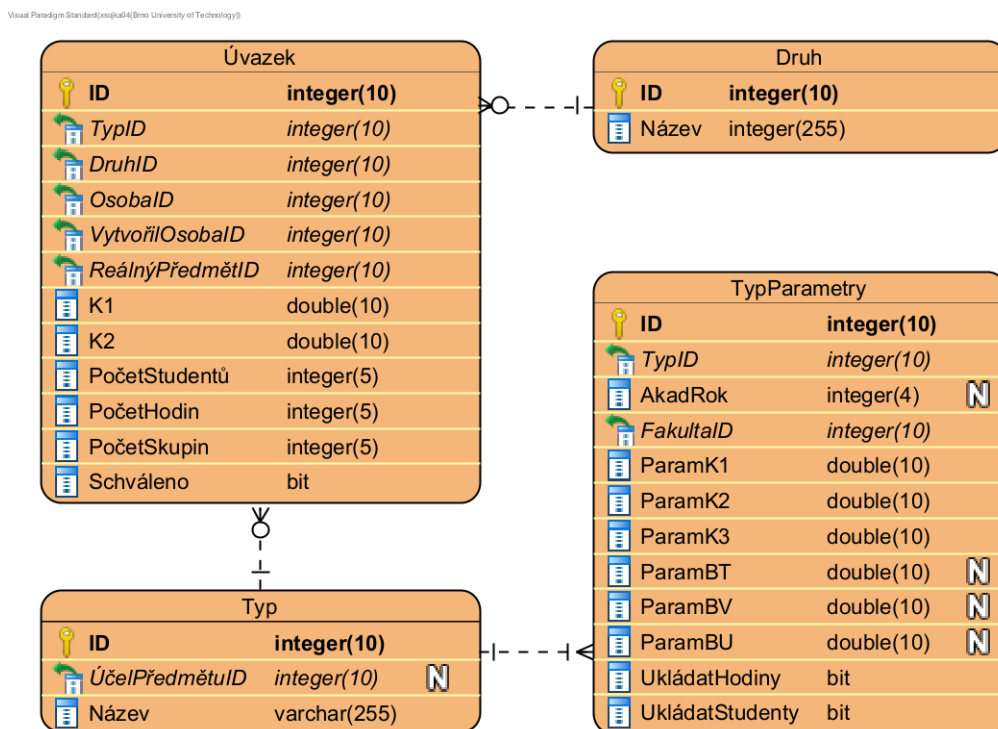 Visual Paradigm Standard(xsojka04(Brno University of Technology))
Úvazek
ID integer(10)
TypID integer(10)
DruhID integer(10)
OsobaID integer(10)
VytvořilOsobaID integer(10)
ReálnýPředmětID integer(10)
K1 double(10)
K2 double(10)
PočetStudentů integer(5)
PočetHodin integer(5)
PočetSkupin integer(5)
Schváleno bit
Druh
ID integer(10)
Název integer(255)
TypParametry
ID integer(10)
TypID integer(10)
AkadRok integer(4) N
FakultaID integer(10)
ParamK1 double(10)
ParamK2 double(10)
ParamK3 double(10)
ParamBT double(10) N
ParamBV double(10) N
ParamBU double(10) N
UkládatHodiny bit
UkládatStudenty bit
Typ
ID integer(10)
ÚčelPředmětuID integer(10) N
Název varchar(255)